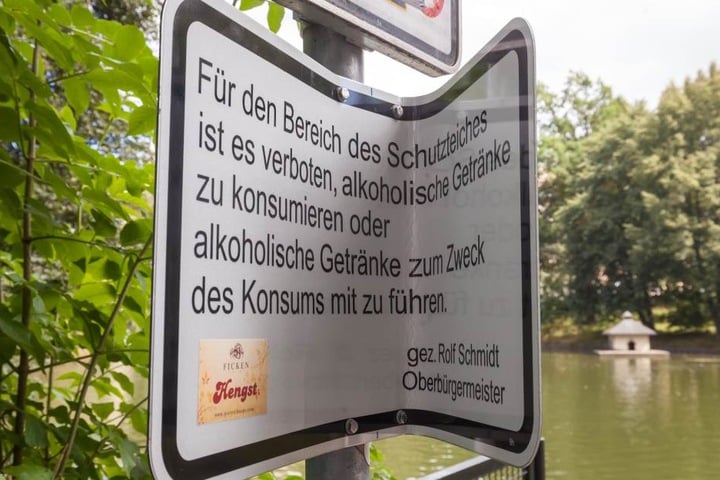 Für den Bereich des Schutzteiches
ist es verboten, alkoholische Getränke
zu konsumieren oder
alkoholische Getränke zum Zweck
des Konsums mit zu führen.
gez. Rolf Schmidt
Oberbürgermeister
FICKEN
Hengst